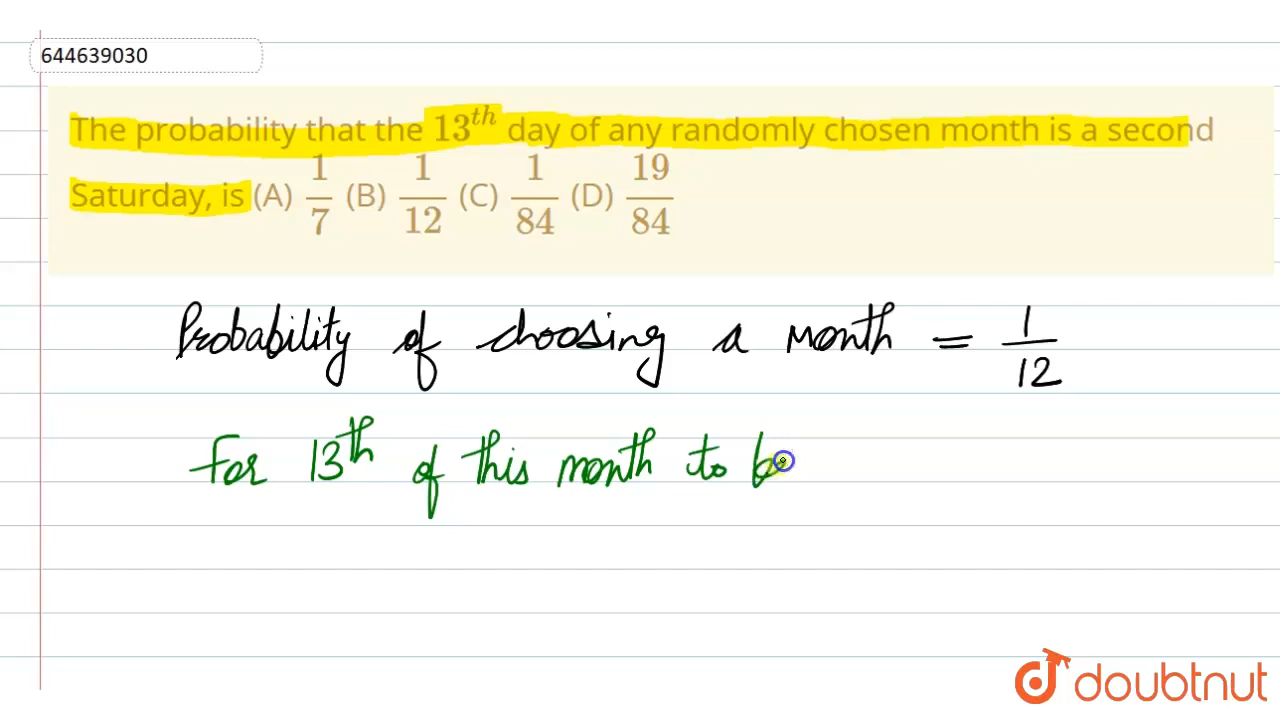 644639030
The probability that the 13^th day of any randomly chosen month is a second
Saturday, is (A) 1/7 (B) 1/12 (C) 1/84 (D) 19/84
Probability of choosing a month = 1/12
For 13^th of this month to be
doubtnut